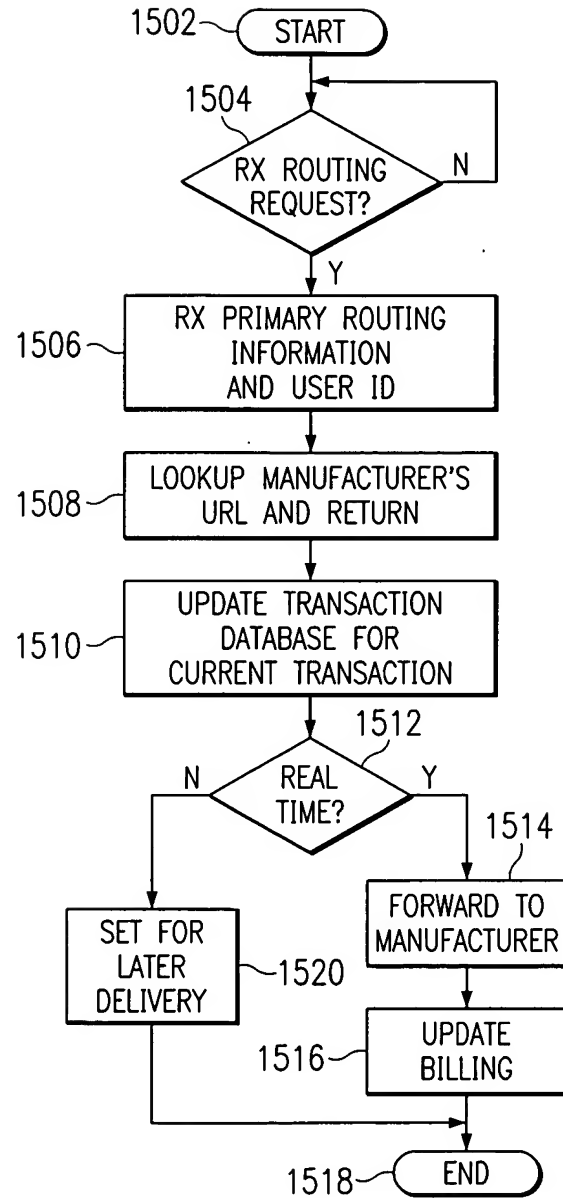 1502
START
1504
RX ROUTING
REQUEST?
N
Y
1506
RX PRIMARY ROUTING
INFORMATION
AND USER ID
1508
LOOKUP MANUFACTURER'S
URL AND RETURN
1510
UPDATE TRANSACTION
DATABASE FOR
CURRENT TRANSACTION
1512
N
REAL
TIME?
Y
1514
FORWARD TO
MANUFACTURER
SET FOR
LATER
DELIVERY
1520
1516
UPDATE
BILLING
1518
END